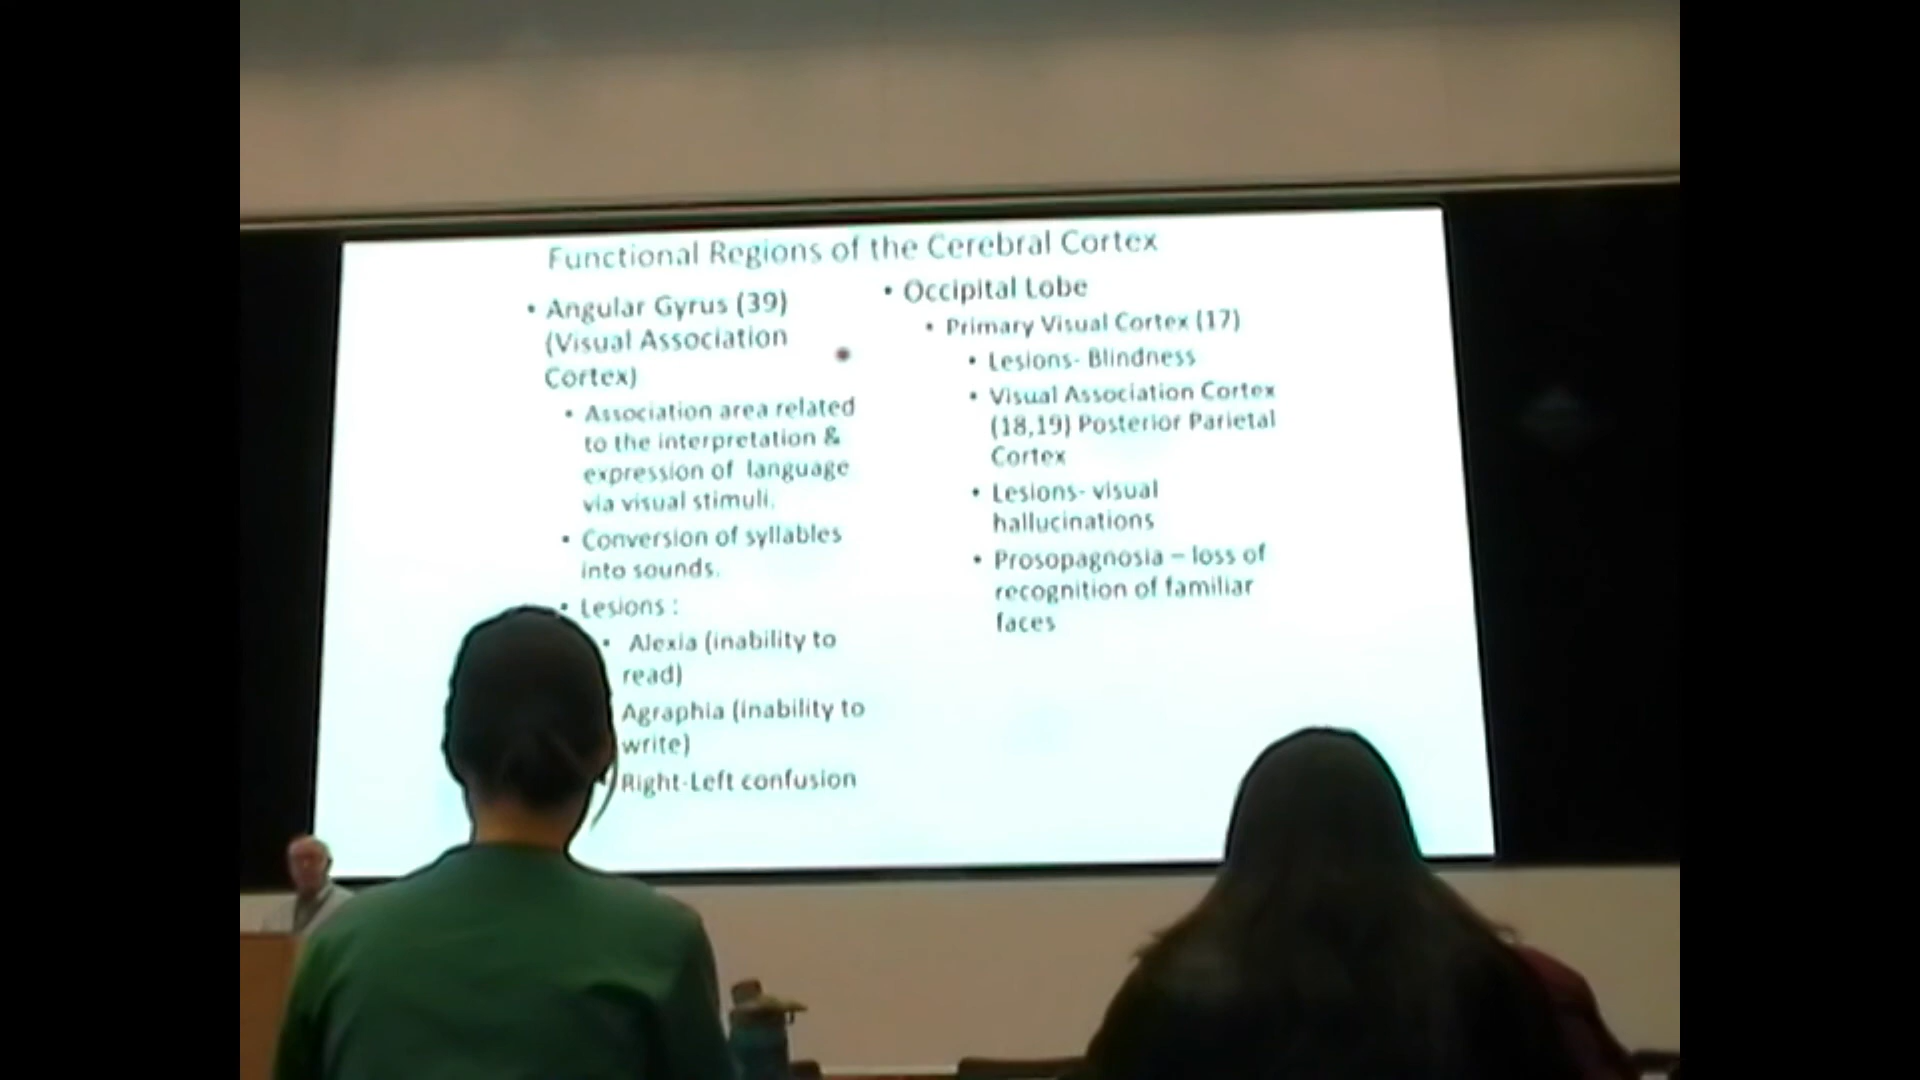 Functional Regions of the Cerebral Cortex
• Angular Gyrus (39)
(Visual Association
Cortex)
• Association area related
to the interpretation &
expression of language
via visual stimuli.
• Conversion of syllables
into sounds.
• Lesions :
• Alexia (inability to
read)
Agraphia (inability to
write)
Right-Left confusion
• Occipital Lobe
• Primary Visual Cortex (17)
• Lesions- Blindness
• Visual Association Cortex
(18,19) Posterior Parietal
Cortex
• Lesions- visual
hallucinations
• Prosopagnosia – loss of
recognition of familiar
faces